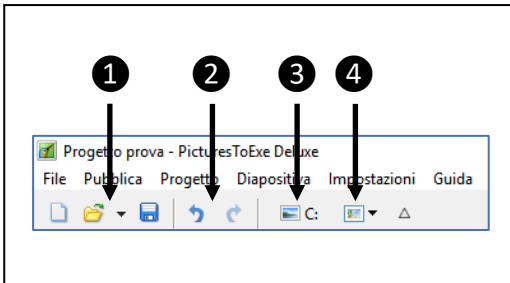 1 2 3 4
Progetto prova - PicturesToExe Deluxe
File Pubblica Progetto Diapositiva Impostazioni Guida
C: